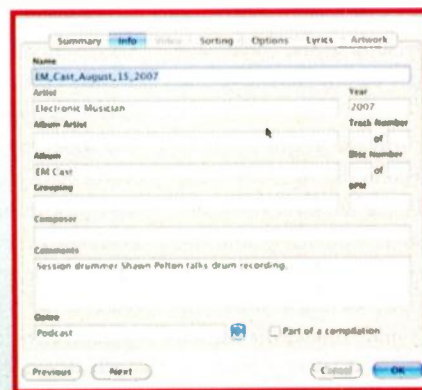 Summary Info Video Sorting Options Lyrics Artwork
Name
EM_Cast_August_15_2007
Artist Year
Electronic Musician 2007
Album Artist Track Number
of
Album Disc Number
EM Cast of
Grouping BPM
Composer
Comments
Session drummer Shawn Pelton talks drum recording.
Genre
Podcast Part of a compilation
Previous Next Cancel OK